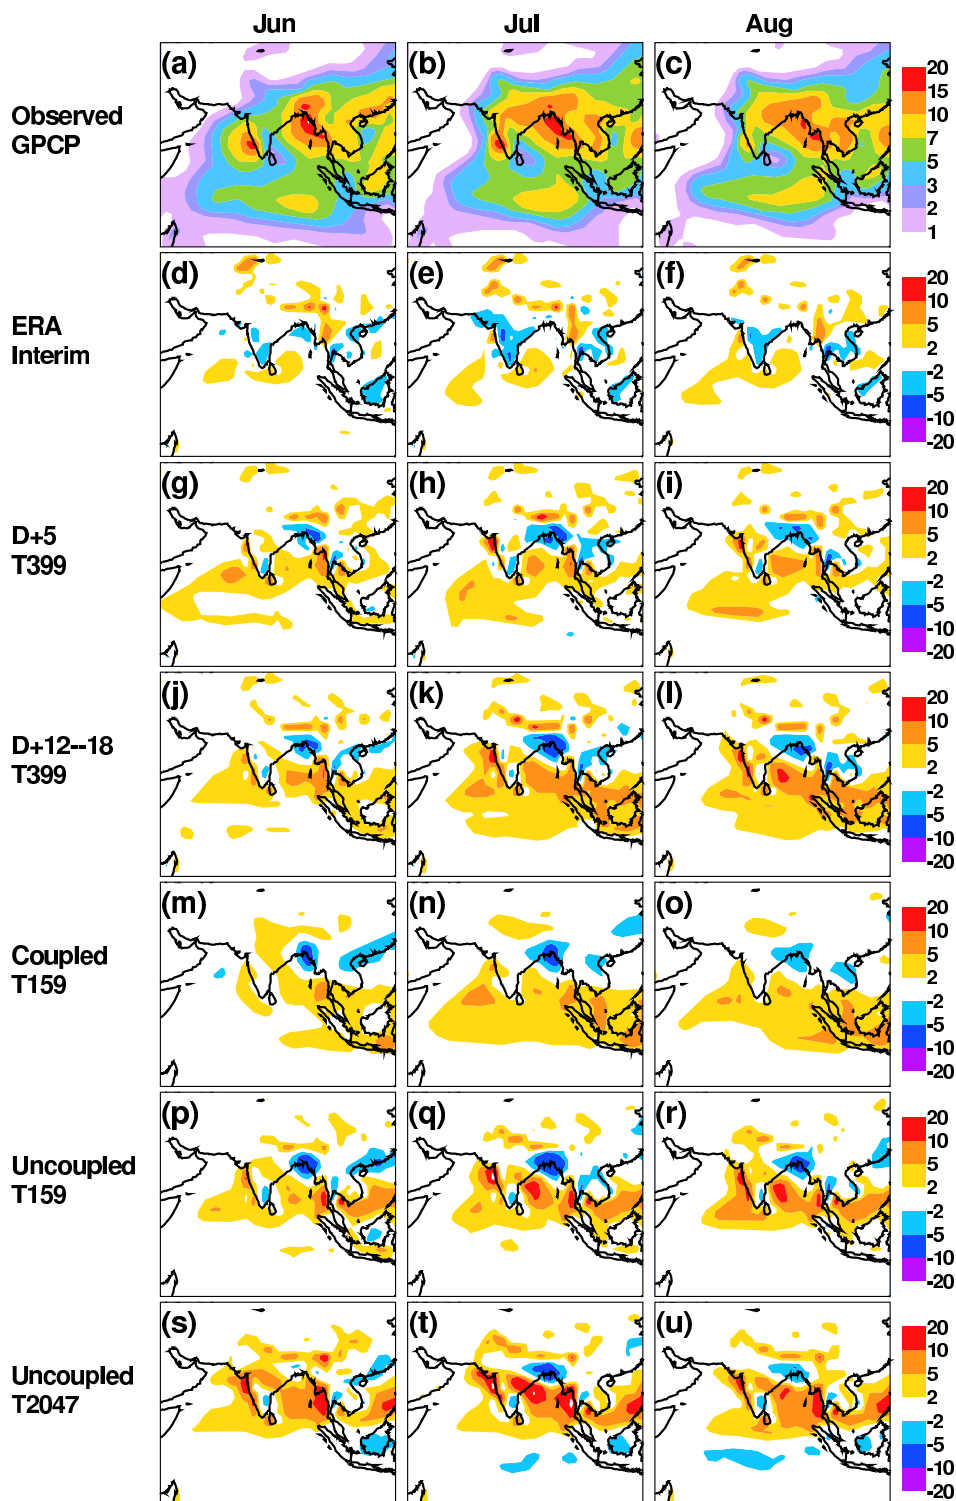 Jun Jul Aug
(a) (b) (c)
Observed
GPCP
20
15
10
7
5
3
2
1
(d) (e) (f)
ERA
Interim
20
10
5
2
-2
-5
-10
-20
(g) (h) (i)
D+5
T399
20
10
5
2
-2
-5
-10
-20
(j) (k) (l)
D+12--18
T399
20
10
5
2
-2
-5
-10
-20
(m) (n) (o)
Coupled
T159
20
10
5
2
-2
-5
-10
-20
(p) (q) (r)
Uncoupled
T159
20
10
5
2
-2
-5
-10
-20
(s) (t) (u)
Uncoupled
T2047
20
10
5
2
-2
-5
-10
-20